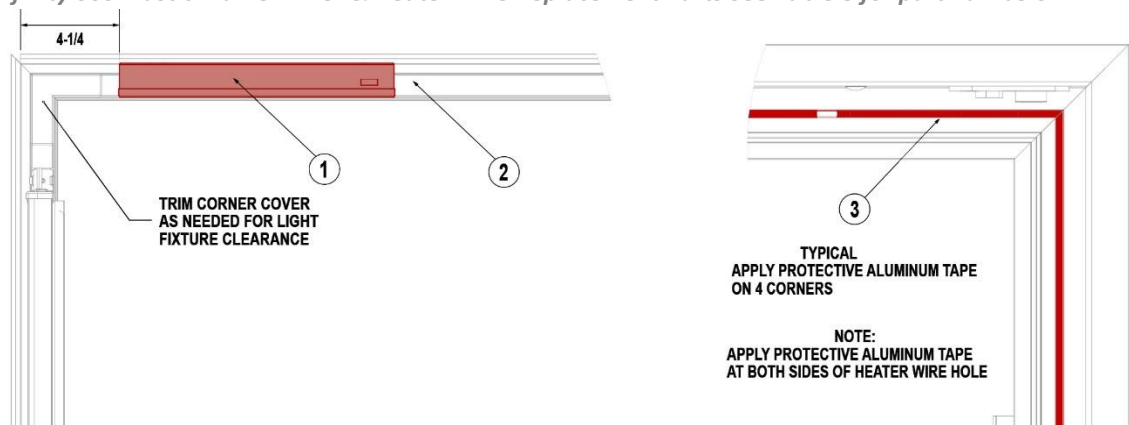 4-1/4
1
2
TRIM CORNER COVER
AS NEEDED FOR LIGHT
FIXTURE CLEARANCE
3
TYPICAL
APPLY PROTECTIVE ALUMINUM TAPE
ON 4 CORNERS
NOTE:
APPLY PROTECTIVE ALUMINUM TAPE
AT BOTH SIDES OF HEATER WIRE HOLE